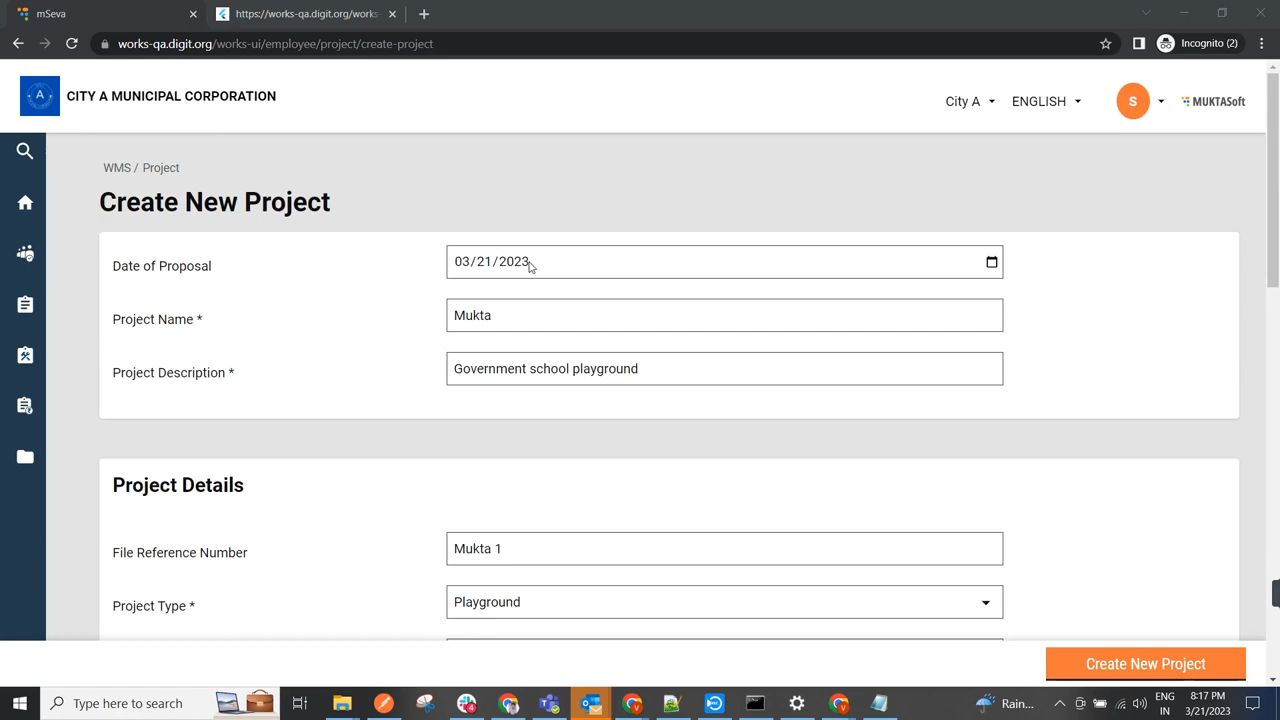 mSeva
https://works-qa.digit.org/works
works-qa.digit.org/works-ui/employee/project/create-project
Incognito (2)
A
CITY A MUNICIPAL CORPORATION
City A
ENGLISH
S
MUKTASoft
WMS / Project
Create New Project
Date of Proposal
03/21/2023
Project Name *
Mukta
Project Description *
Government school playground
Project Details
File Reference Number
Mukta 1
Project Type *
Playground
Create New Project
Type here to search
Rain...
ENG
IN
8:17 PM
3/21/2023